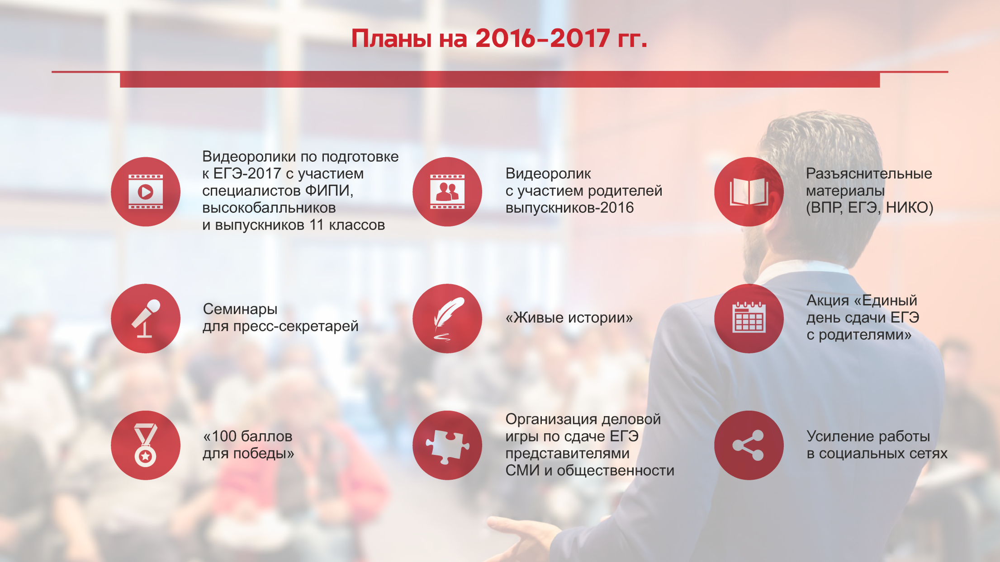 Планы на 2016-2017 гг.
Видеоролики по подготовке
к ЕГЭ-2017 с участием
специалистов ФИПИ,
высокобалльников
и выпускников 11 классов
Видеоролик
с участием родителей
выпускников-2016
Разъяснительные
материалы
(ВПР, ЕГЭ, НИКО)
Семинары
для пресс-секретарей
«Живые истории»
Акция «Единый
день сдачи ЕГЭ
с родителями»
«100 баллов
для победы»
Организация деловой
игры по сдаче ЕГЭ
представителями
СМИ и общественности
Усиление работы
в социальных сетях